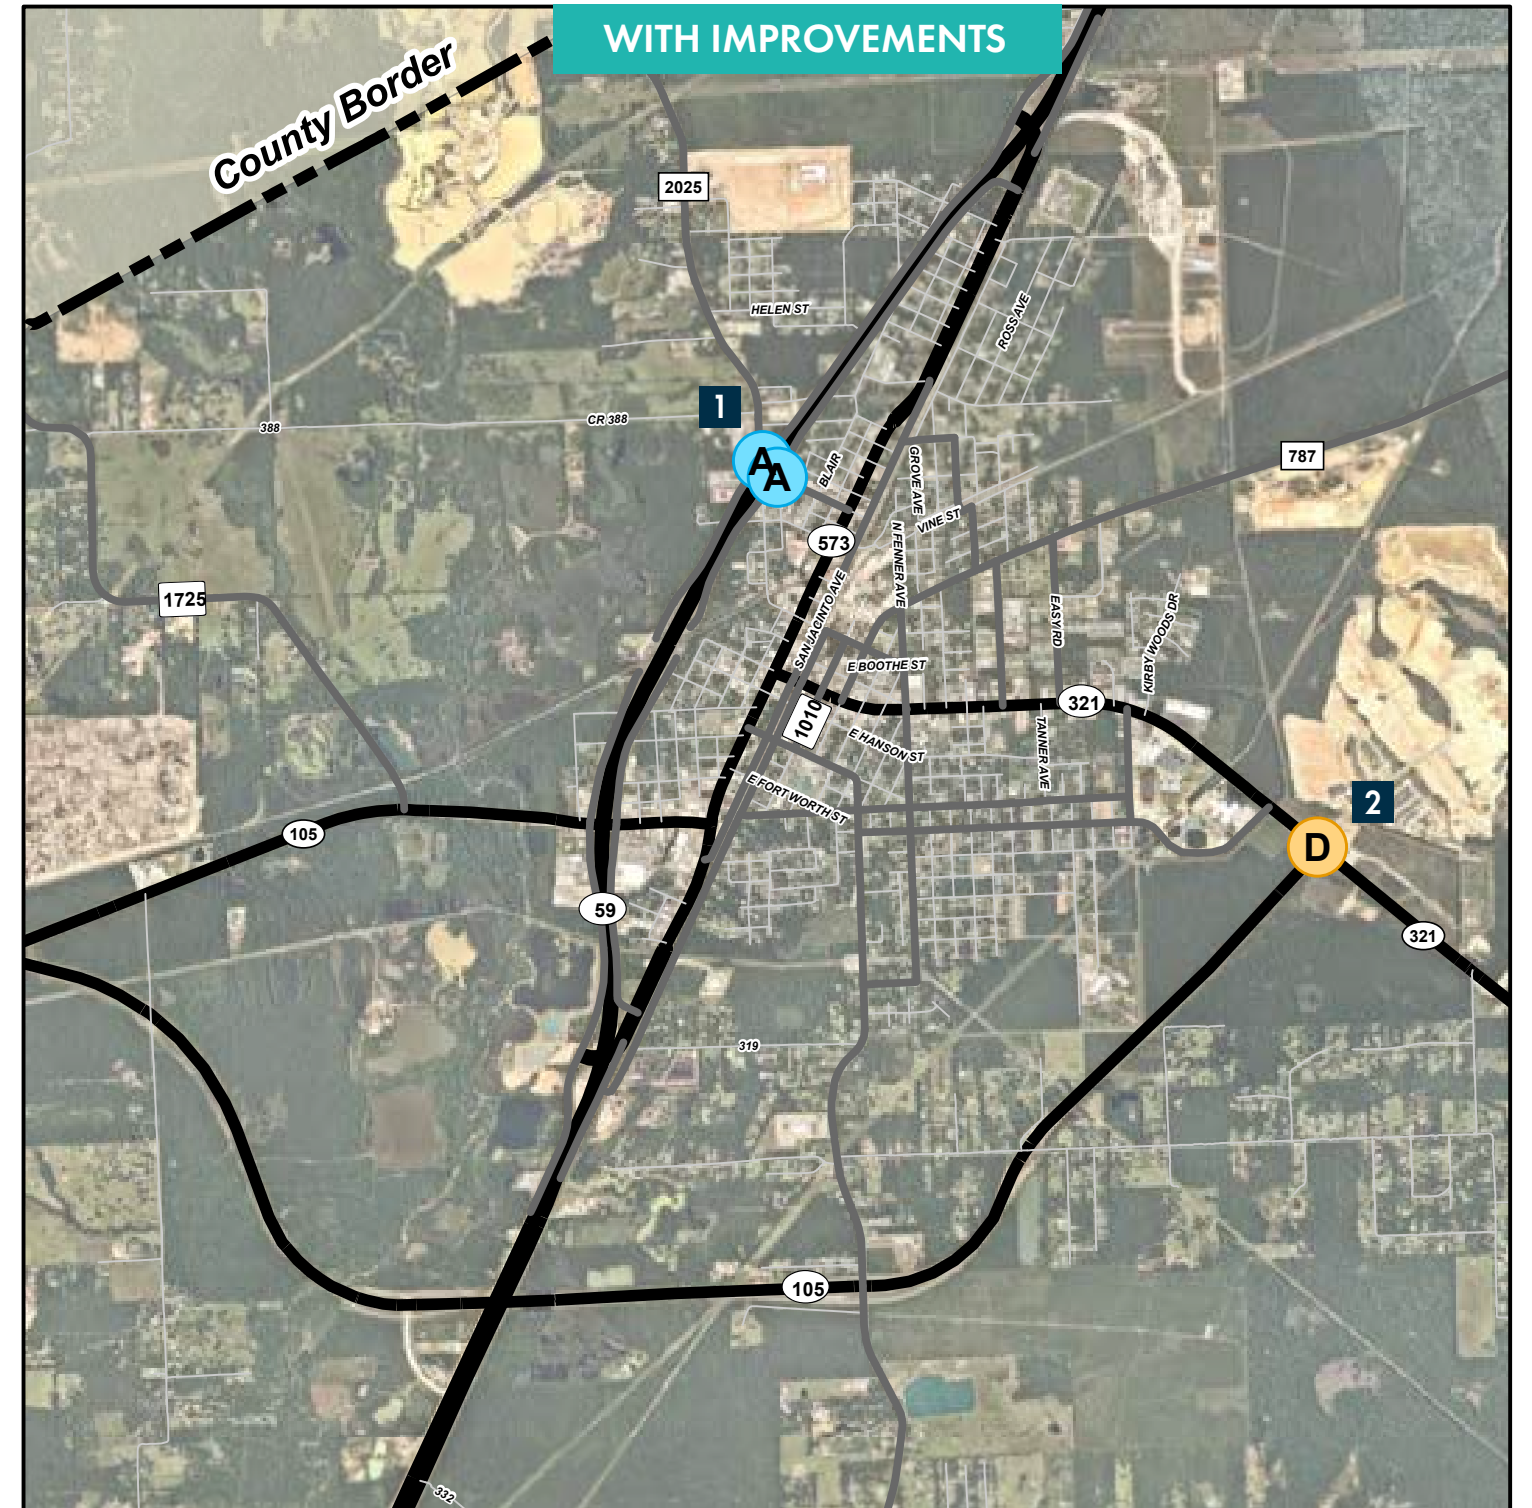 WITH IMPROVEMENTS
County Border
2025
HELEN ST
ROSS AVE
1
CR 388
388
787
A
A
BLAIR
GROVE AVE
VINE ST
573
N FENNER AVE
1725
SAN JACINTO AVE
EASY RD
KIRBY WOODS DR
E BOOTHE ST
321
1010
E HANSON ST
TANNER AVE
E FORT WORTH ST
2
105
D
59
321
319
105
332